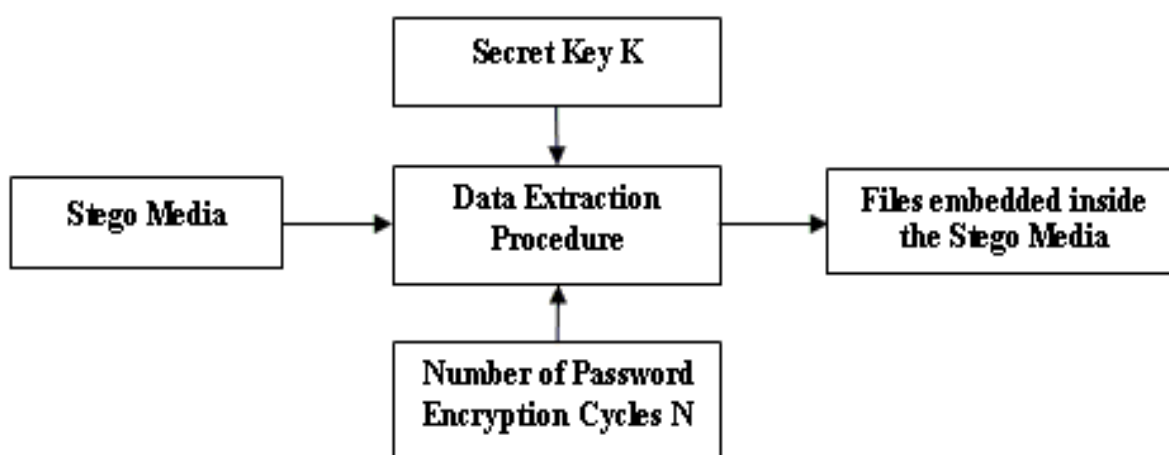 Secret Key K
Stego Media
Data Extraction
Procedure
Files embedded inside
the Stego Media
Number of Password
Encryption Cycles N